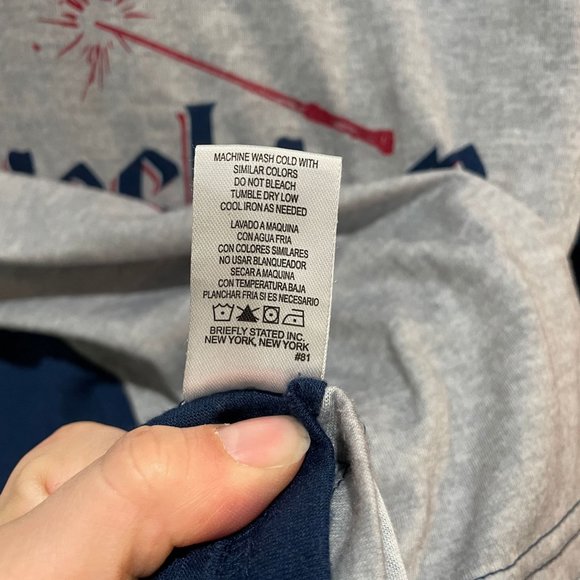 MACHINE WASH COLD WITH
SIMILAR COLORS
DO NOT BLEACH
TUMBLE DRY LOW
COOL IRON AS NEEDED
LAVADO A MAQUINA
CON AGUA FRIA
CON COLORES SIMILARES
NO USAR BLANQUEADOR
SECAR A MAQUINA
CON TEMPERATURA BAJA
PLANCHAR FRIA SI ES NECESARIO
BRIEFLY STATED INC.
NEW YORK, NEW YORK
#81